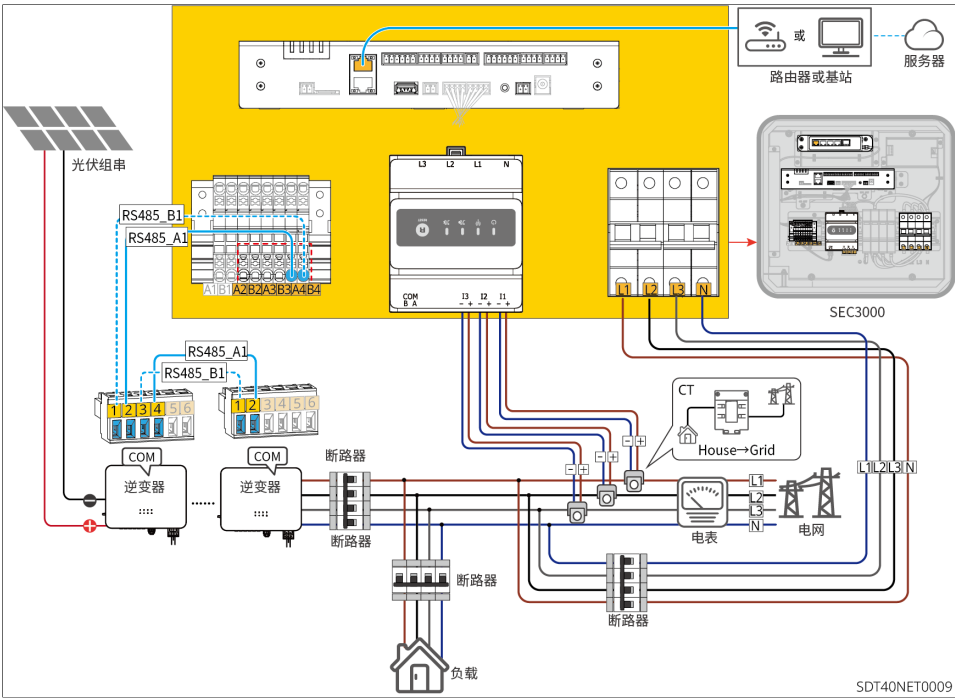 或
路由器或基站
服务器
光伏组串
L3 L2 L1 N
RS485_B1
RS485_A1
A1 B1 A2 B2 A3 B3 A4 B4
COM
B A
I3 I2 I1
- + - + - +
L1 L2 L3 N
SEC3000
RS485_A1
RS485_B1
1 2 3 4 5 6
1 2 3 4 5 6
CT
House→Grid
COM
逆变器
COM
逆变器
......
断路器
断路器
- +
- +
- +
L1
L2
L3
N
电表
电网
L1 L2 L3 N
断路器
断路器
负载
SDT40NET0009